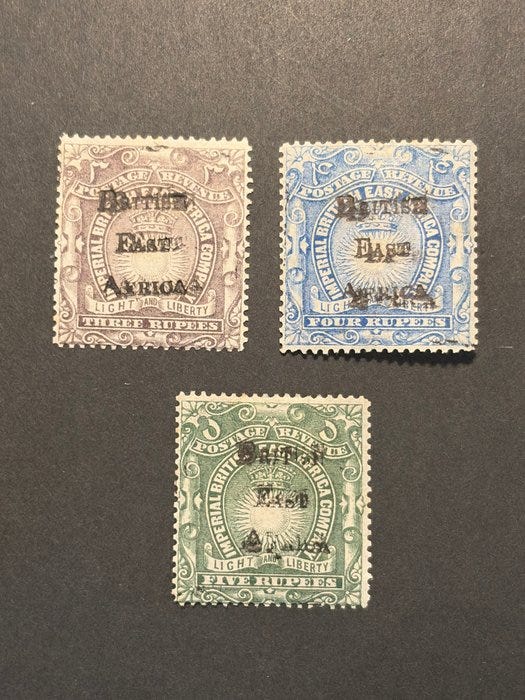 POSTAGE REVENUE
IMPERIAL BRITISH EAST AFRICA COMPANY
BRITISH
EAST
AFRICA
LIGHT AND LIBERTY
THREE RUPEES
POSTAGE REVENUE
IMPERIAL BRITISH EAST AFRICA COMPANY
BRITISH
EAST
AFRICA
LIGHT AND LIBERTY
FOUR RUPEES
POSTAGE REVENUE
IMPERIAL BRITISH EAST AFRICA COMPANY
BRITISH
EAST
AFRICA
LIGHT AND LIBERTY
FIVE RUPEES